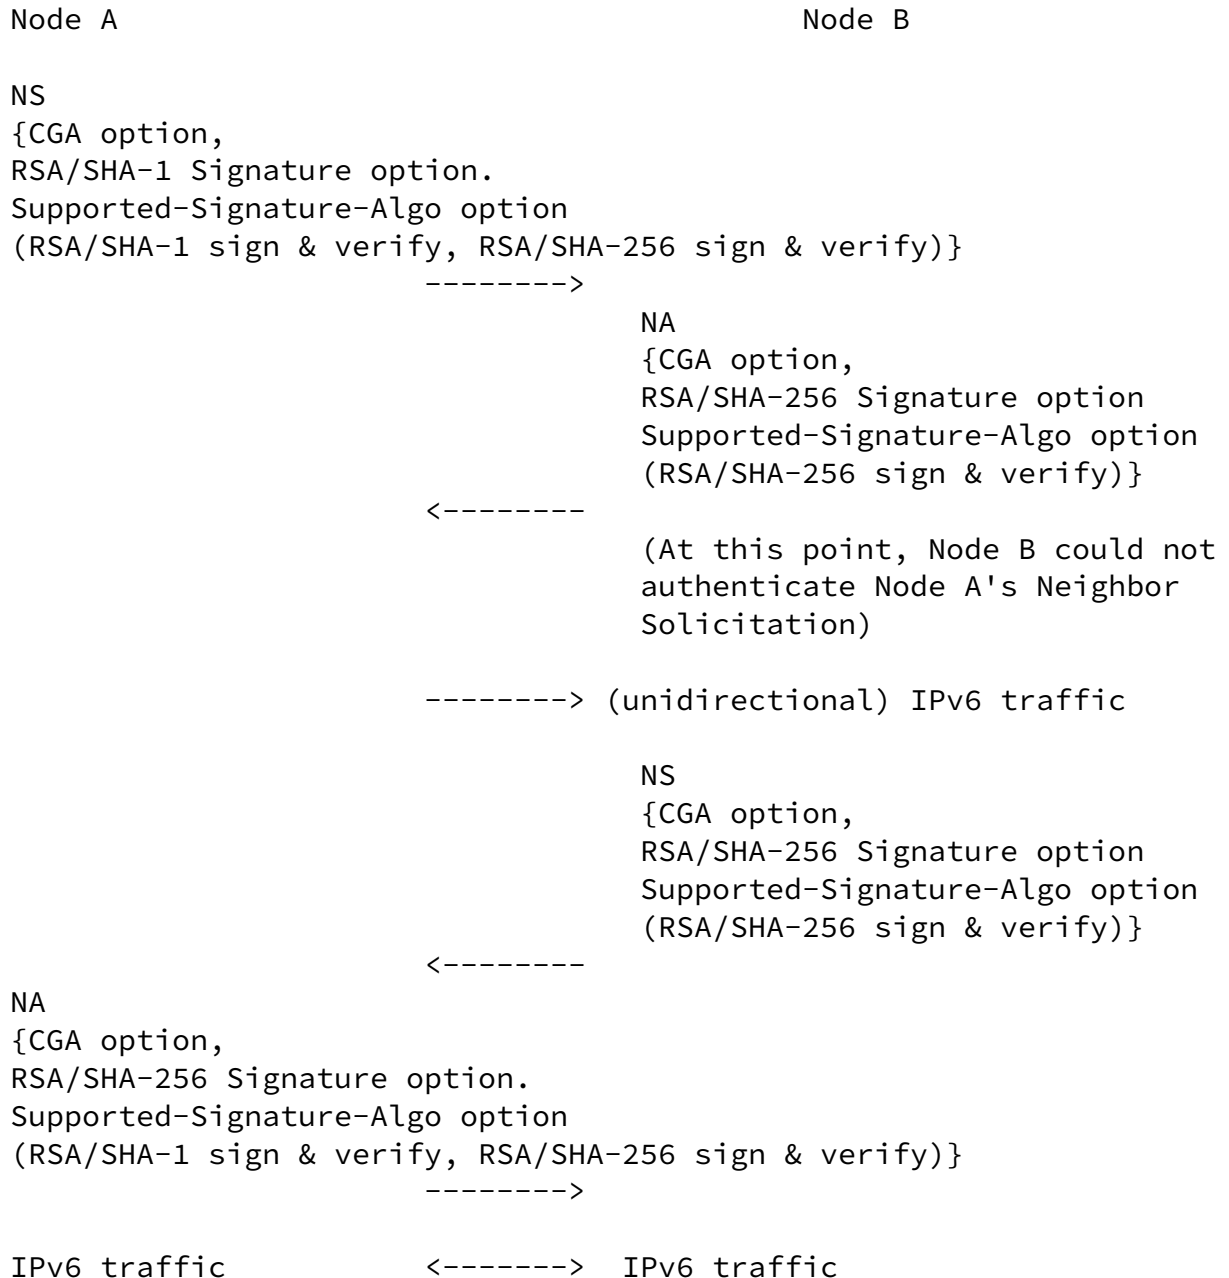 Node A                                  Node B

NS
{CGA option,
RSA/SHA-1 Signature option.
Supported-Signature-Algo option
(RSA/SHA-1 sign & verify, RSA/SHA-256 sign & verify)}
-------->
NA
{CGA option,
RSA/SHA-256 Signature option
Supported-Signature-Algo option
(RSA/SHA-256 sign & verify)}
<--------
(At this point, Node B could not
authenticate Node A's Neighbor
Solicitation)

--------> (unidirectional) IPv6 traffic

NS
{CGA option,
RSA/SHA-256 Signature option
Supported-Signature-Algo option
(RSA/SHA-256 sign & verify)}
<--------
NA
{CGA option,
RSA/SHA-256 Signature option.
Supported-Signature-Algo option
(RSA/SHA-1 sign & verify, RSA/SHA-256 sign & verify)}
-------->

IPv6 traffic          <------->  IPv6 traffic